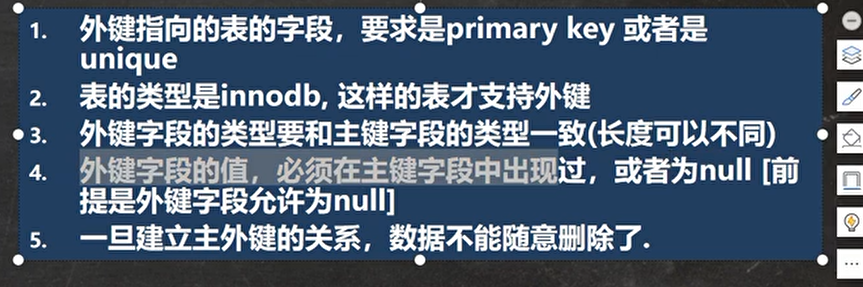 1. 外键指向的表的字段，要求是primary key 或者是
unique
2. 表的类型是innodb, 这样的表才支持外键
3. 外键字段的类型要和主键字段的类型一致(长度可以不同)
4. 外键字段的值，必须在主键字段中出现过，或者为null [前
提是外键字段允许为null]
5. 一旦建立主外键的关系，数据不能随意删除了.